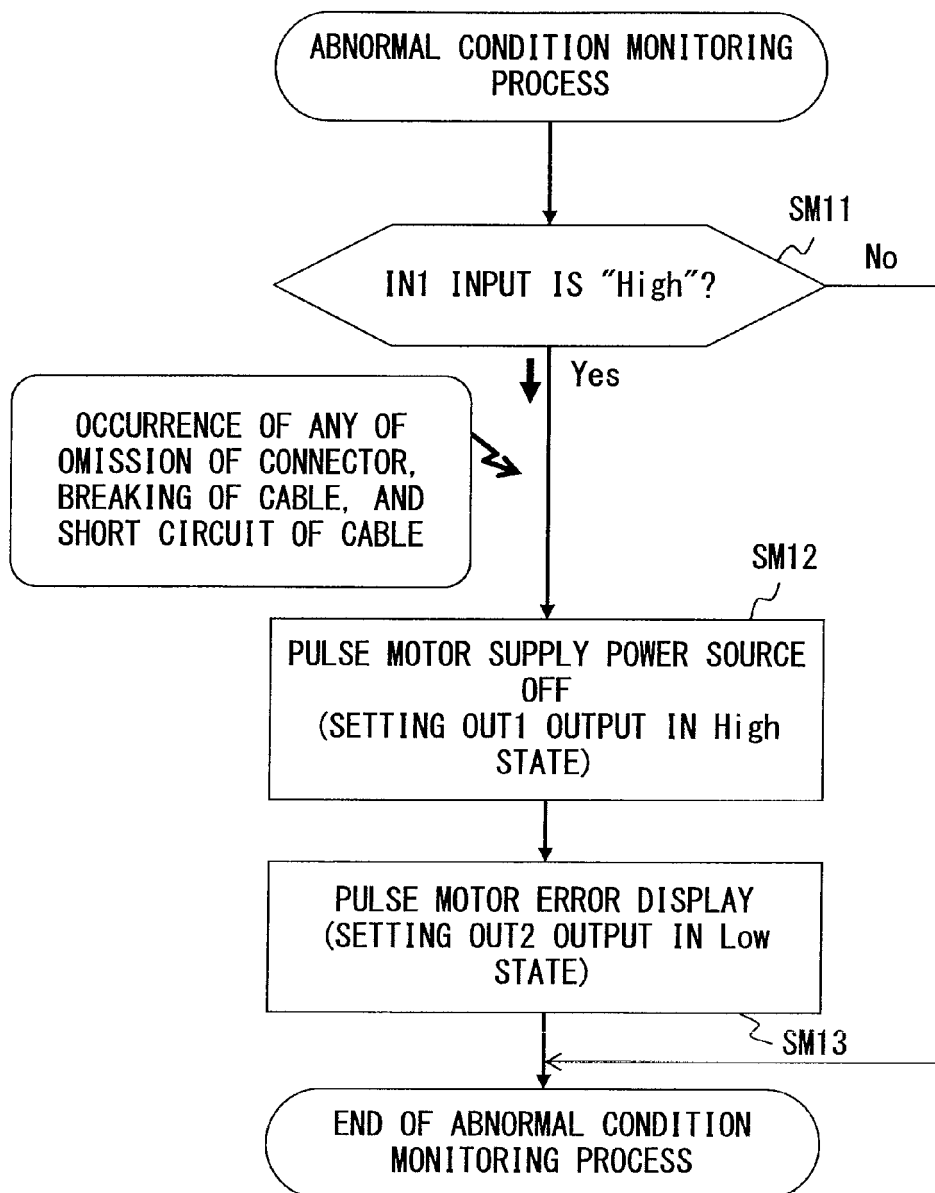 ABNORMAL CONDITION MONITORING
PROCESS
SM11
IN1 INPUT IS "High"?
No
Yes
OCCURRENCE OF ANY OF
OMISSION OF CONNECTOR,
BREAKING OF CABLE, AND
SHORT CIRCUIT OF CABLE
SM12
PULSE MOTOR SUPPLY POWER SOURCE
OFF
(SETTING OUT1 OUTPUT IN High
STATE)
PULSE MOTOR ERROR DISPLAY
(SETTING OUT2 OUTPUT IN Low
STATE)
SM13
END OF ABNORMAL CONDITION
MONITORING PROCESS